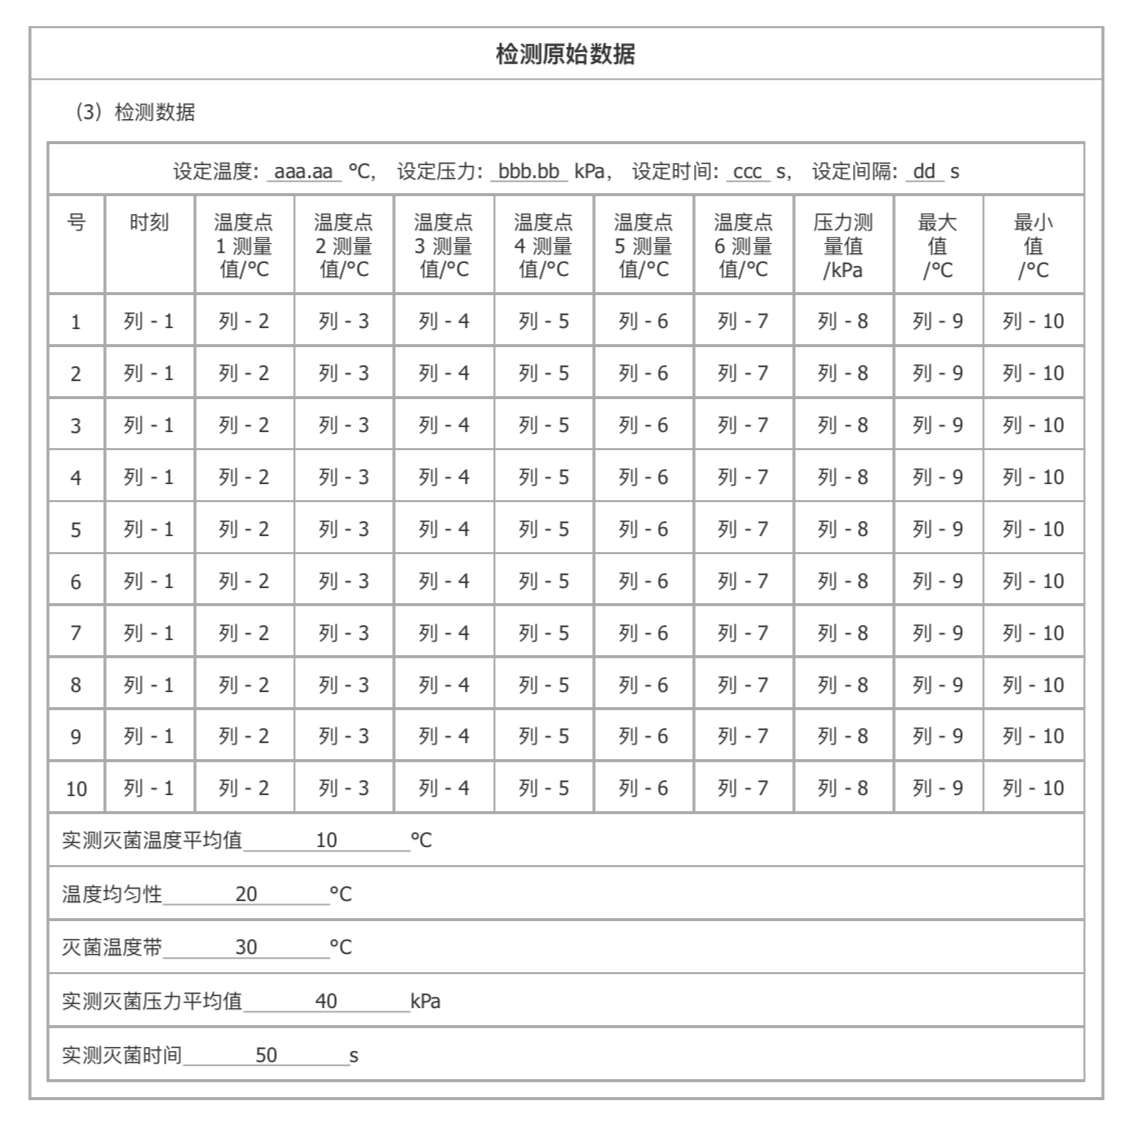 检测原始数据
（3）检测数据
设定温度: aaa.aa ℃, 设定压力: bbb.bb kPa, 设定时间: ccc s, 设定间隔: dd s
号 时刻 温度点1 测量值/℃ 温度点2 测量值/℃ 温度点3 测量值/℃ 温度点4 测量值/℃ 温度点5 测量值/℃ 温度点6 测量值/℃ 压力测量值/kPa 最大值/℃ 最小值/℃
1 列 - 1 列 - 2 列 - 3 列 - 4 列 - 5 列 - 6 列 - 7 列 - 8 列 - 9 列 - 10
2 列 - 1 列 - 2 列 - 3 列 - 4 列 - 5 列 - 6 列 - 7 列 - 8 列 - 9 列 - 10
3 列 - 1 列 - 2 列 - 3 列 - 4 列 - 5 列 - 6 列 - 7 列 - 8 列 - 9 列 - 10
4 列 - 1 列 - 2 列 - 3 列 - 4 列 - 5 列 - 6 列 - 7 列 - 8 列 - 9 列 - 10
5 列 - 1 列 - 2 列 - 3 列 - 4 列 - 5 列 - 6 列 - 7 列 - 8 列 - 9 列 - 10
6 列 - 1 列 - 2 列 - 3 列 - 4 列 - 5 列 - 6 列 - 7 列 - 8 列 - 9 列 - 10
7 列 - 1 列 - 2 列 - 3 列 - 4 列 - 5 列 - 6 列 - 7 列 - 8 列 - 9 列 - 10
8 列 - 1 列 - 2 列 - 3 列 - 4 列 - 5 列 - 6 列 - 7 列 - 8 列 - 9 列 - 10
9 列 - 1 列 - 2 列 - 3 列 - 4 列 - 5 列 - 6 列 - 7 列 - 8 列 - 9 列 - 10
10 列 - 1 列 - 2 列 - 3 列 - 4 列 - 5 列 - 6 列 - 7 列 - 8 列 - 9 列 - 10
实测灭菌温度平均值 10 ℃
温度均匀性 20 ℃
灭菌温度带 30 ℃
实测灭菌压力平均值 40 kPa
实测灭菌时间 50 s